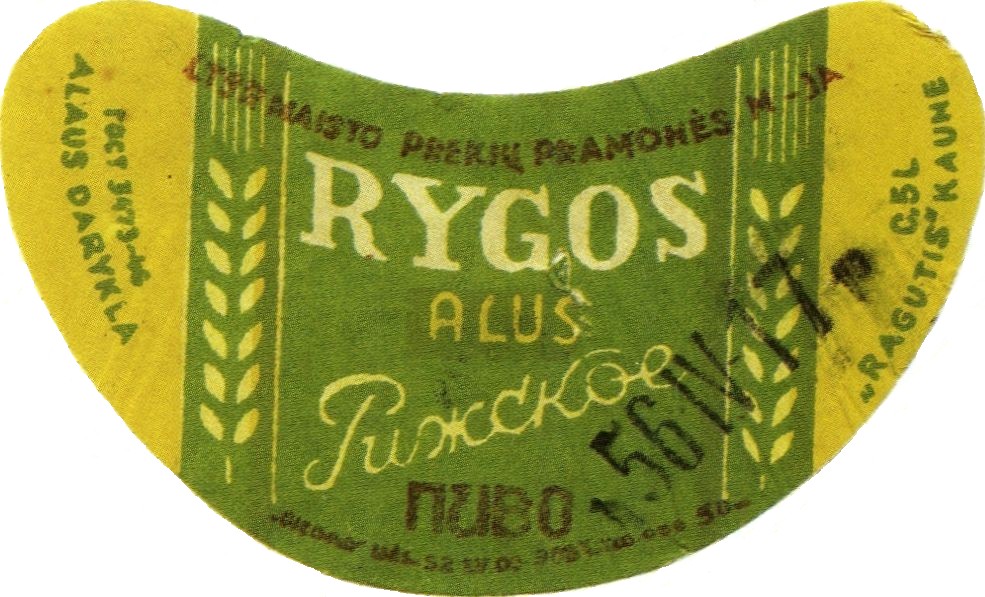 LTSR MAISTO PREKIŲ PRAMONĖS M-JA
RYGOS
ALUS
Рижское
ПИВО
ALAUS DARYKLA
ГОСТ 3473-46
0,5L
„RAGUTIS" KAUNE
56 IV-17